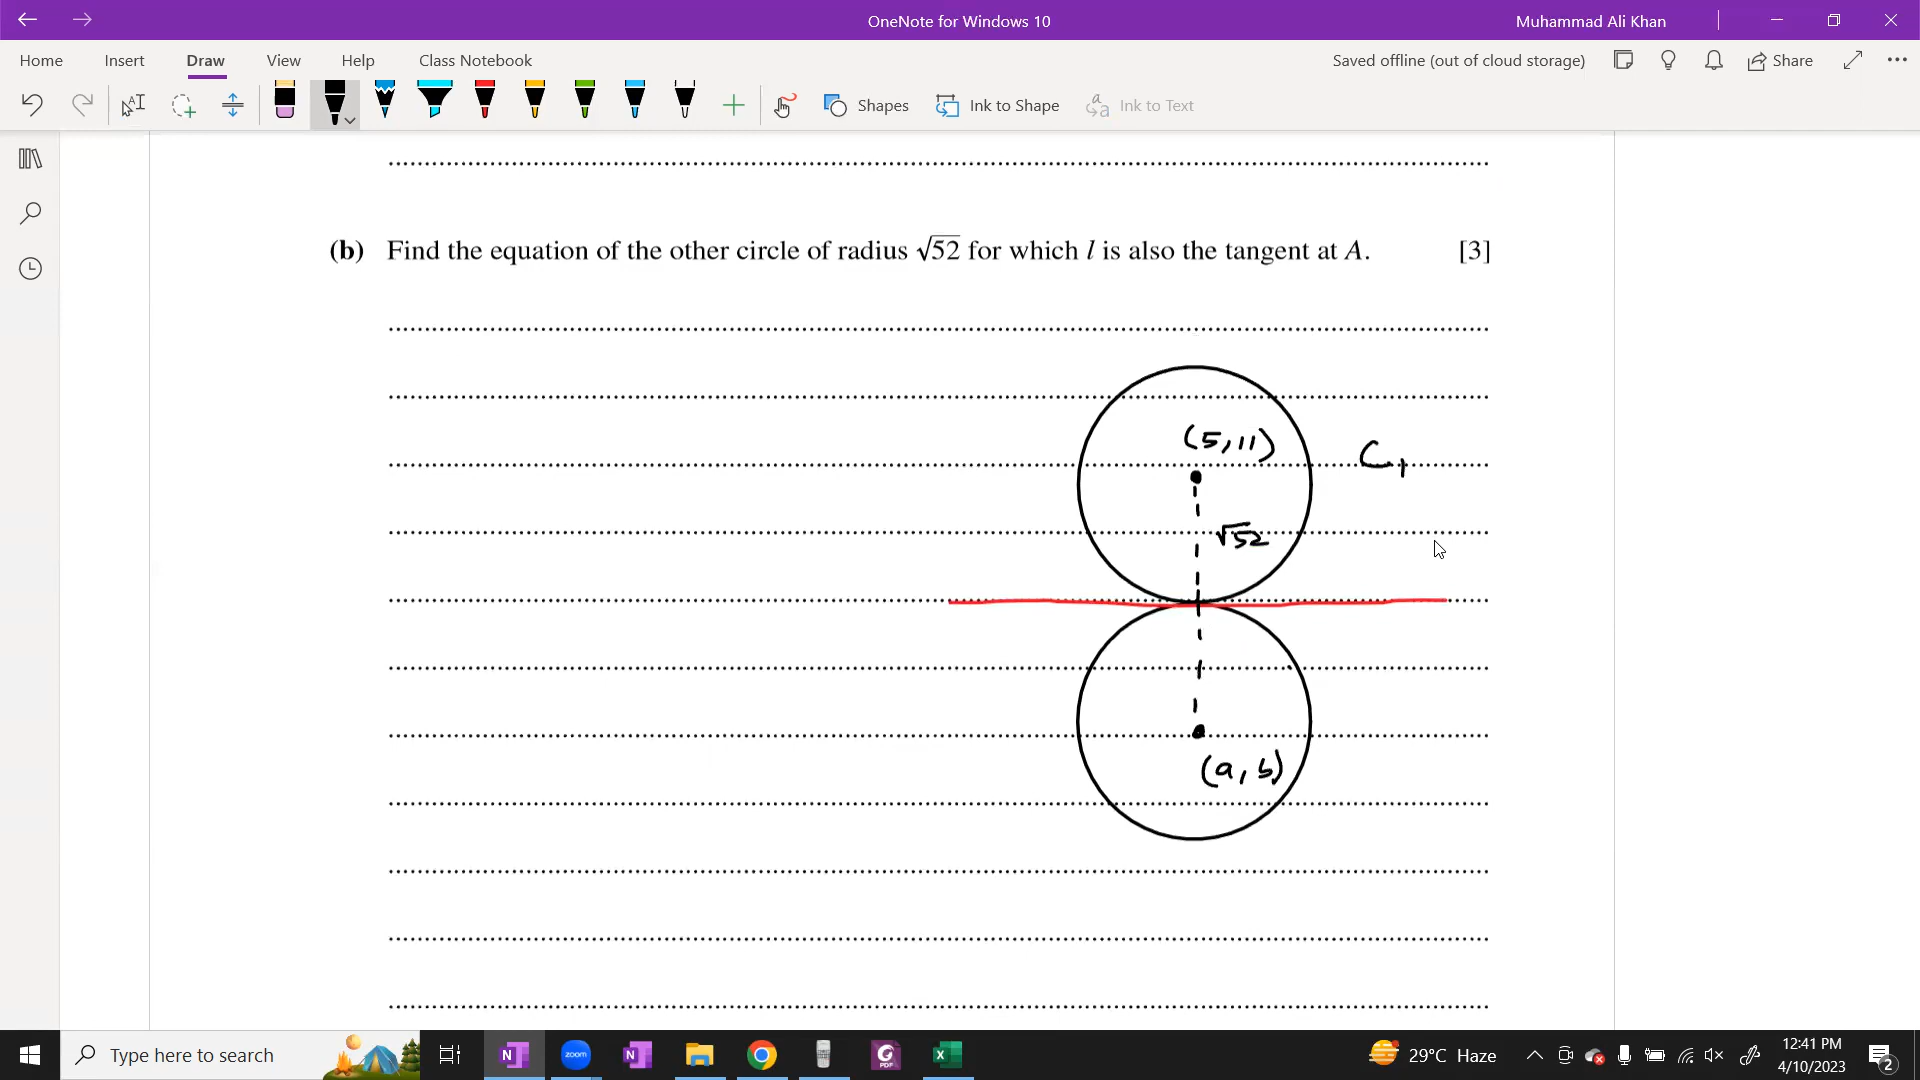 OneNote for Windows 10
Muhammad Ali Khan
Home Insert Draw View Help Class Notebook Saved offline (out of cloud storage) Share
Shapes Ink to Shape Ink to Text
(b) Find the equation of the other circle of radius √52 for which l is also the tangent at A. [3]
(5,11)
C₁
√52
(a, b)
Type here to search
zoom
29°C Haze
12:41 PM
4/10/2023
2